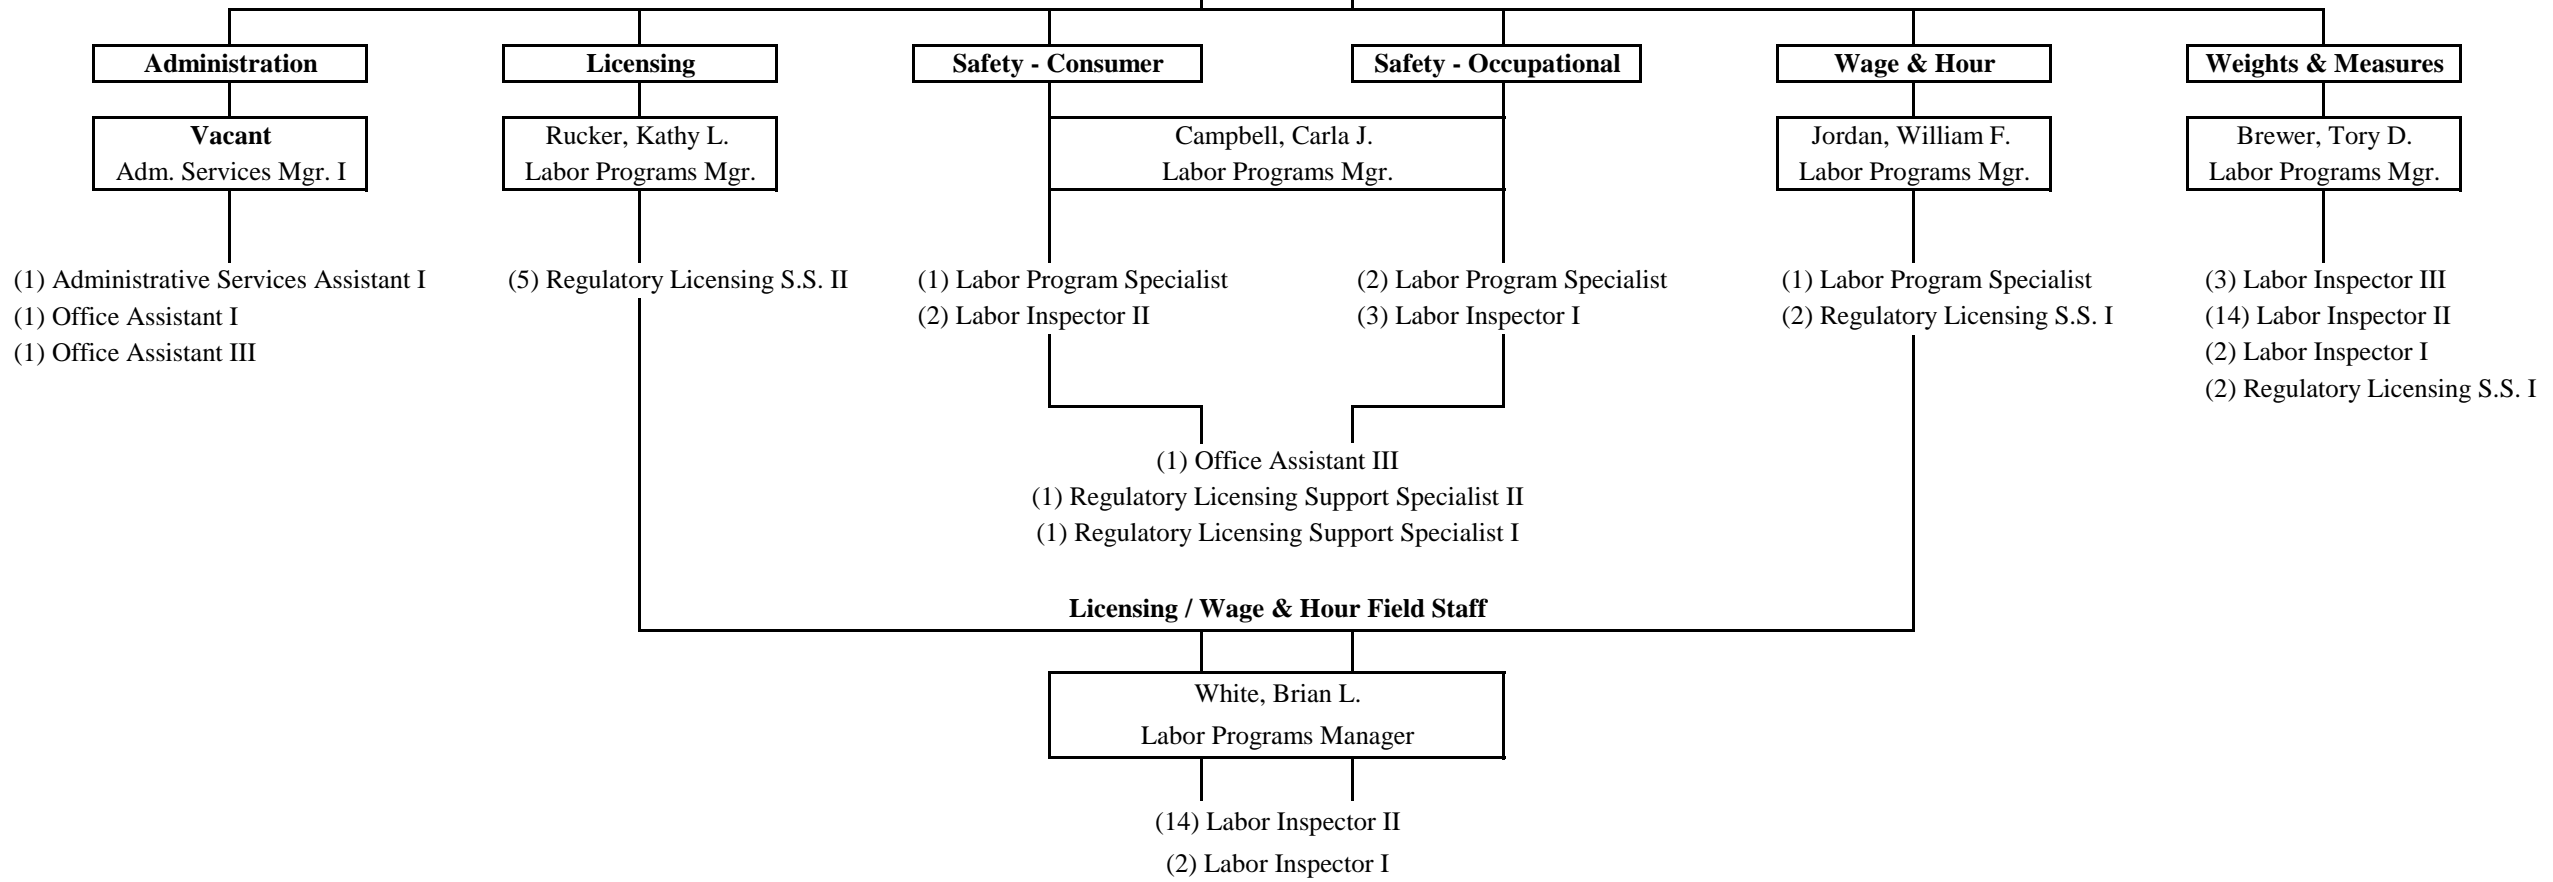 Administration
Licensing
Safety - Consumer
Safety - Occupational
Wage & Hour
Weights & Measures
Vacant
Adm. Services Mgr. I
Rucker, Kathy L.
Labor Programs Mgr.
Campbell, Carla J.
Labor Programs Mgr.
Jordan, William F.
Labor Programs Mgr.
Brewer, Tory D.
Labor Programs Mgr.
(1) Administrative Services Assistant I
(1) Office Assistant I
(1) Office Assistant III
(5) Regulatory Licensing S.S. II
(1) Labor Program Specialist
(2) Labor Inspector II
(2) Labor Program Specialist
(3) Labor Inspector I
(1) Labor Program Specialist
(2) Regulatory Licensing S.S. I
(3) Labor Inspector III
(14) Labor Inspector II
(2) Labor Inspector I
(2) Regulatory Licensing S.S. I
(1) Office Assistant III
(1) Regulatory Licensing Support Specialist II
(1) Regulatory Licensing Support Specialist I
Licensing / Wage & Hour Field Staff
White, Brian L.
Labor Programs Manager
(14) Labor Inspector II
(2) Labor Inspector I